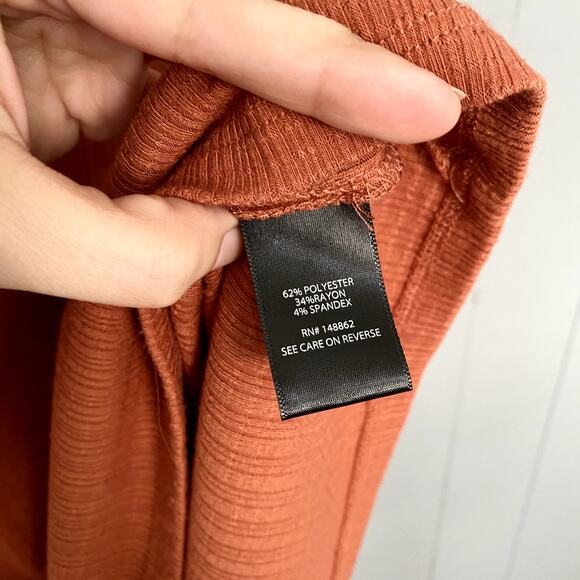 62% POLYESTER
34%RAYON
4% SPANDEX
RN# 148862
SEE CARE ON REVERSE